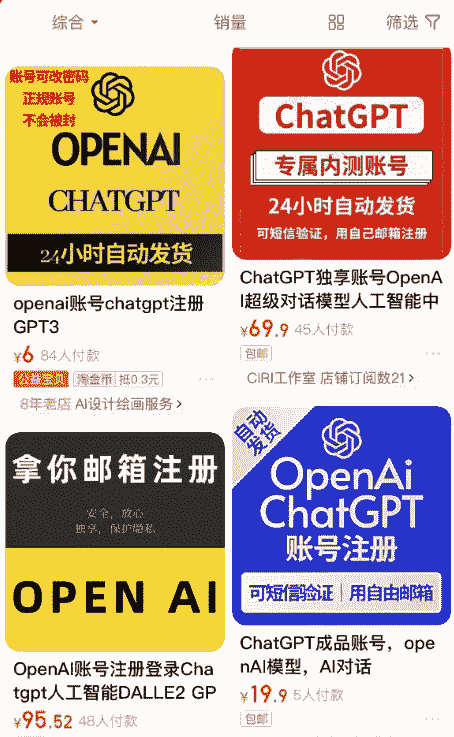 综合
销量
筛选
账号可改密码
正规账号
不会被封
OPENAI
CHATGPT
24小时自动发货
openai账号chatgpt注册
GPT3
¥6 84人付款
公益宝贝 淘金币 抵0.3元
8年老店 AI设计绘画服务 >
ChatGPT
专属内测账号
24小时自动发货
可短信验证，用自己邮箱注册
ChatGPT独享账号OpenA
I超级对话模型人工智能中
¥69.9 45人付款
包邮
CIRI工作室 店铺订阅数21 >
拿你邮箱注册
安全，放心
独享，保护隐私
OPEN AI
OpenAI账号注册登录Cha
tgpt人工智能DALLE2 GP
¥95.52 48人付款
自动
发货
OpenAi
ChatGPT
账号注册
可短信验证｜用自由邮箱
ChatGPT成品账号，ope
nAI模型，AI对话
¥19.9 5人付款
包邮